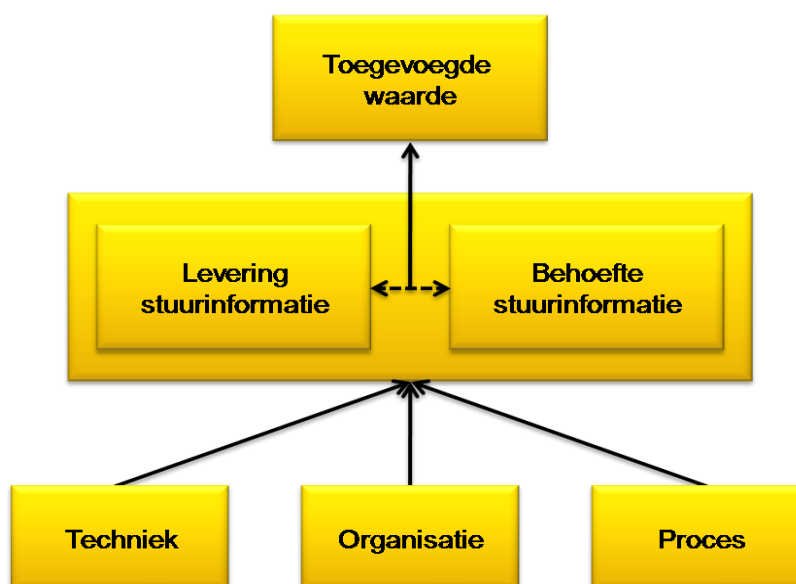 Toegevoegde
waarde
Levering
stuurinformatie
Behoefte
stuurinformatie
Techniek
Organisatie
Proces